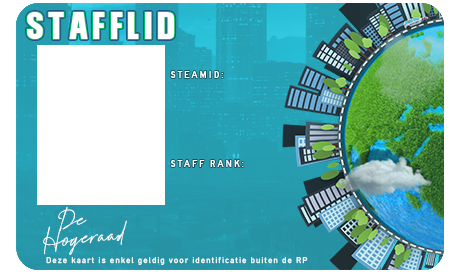 STAFFLID
STEAMID:
STAFF RANK:
De
Hogeraad
Deze kaart is enkel geldig voor identificatie buiten de RP